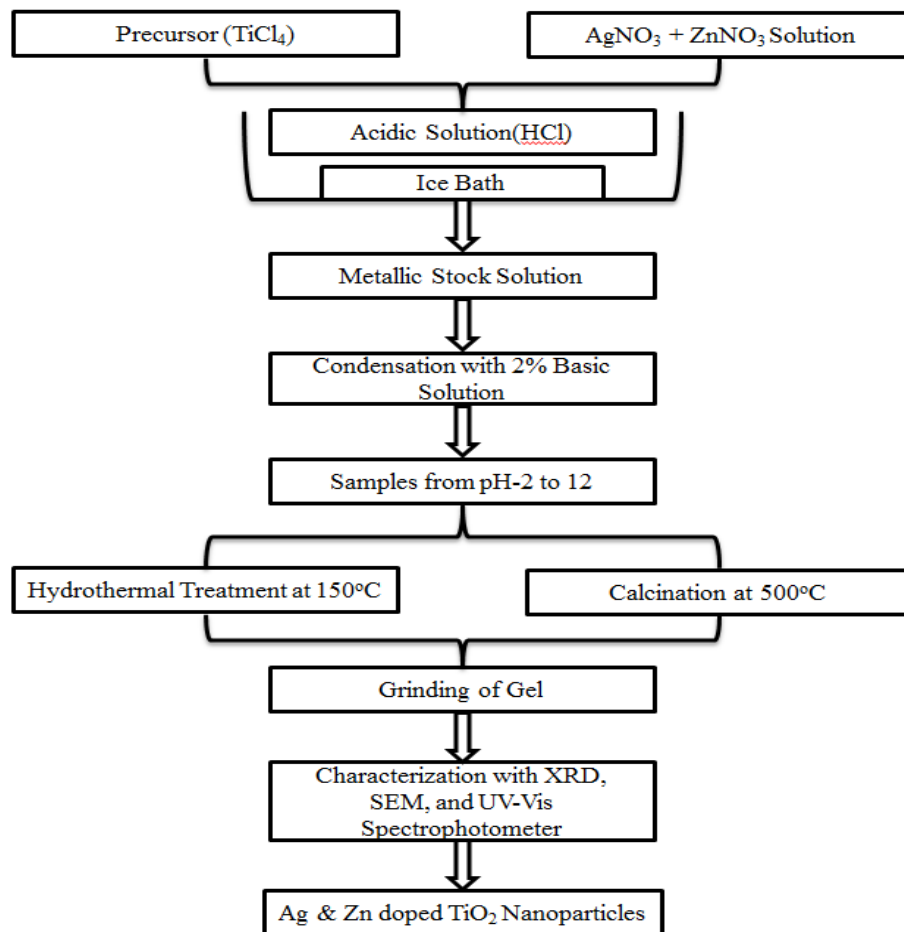 Precursor (TiCl₄)
AgNO₃ + ZnNO₃ Solution
Acidic Solution(HCl)
Ice Bath
Metallic Stock Solution
Condensation with 2% Basic
Solution
Samples from pH-2 to 12
Hydrothermal Treatment at 150°C
Calcination at 500°C
Grinding of Gel
Characterization with XRD,
SEM, and UV-Vis
Spectrophotometer
Ag & Zn doped TiO₂ Nanoparticles